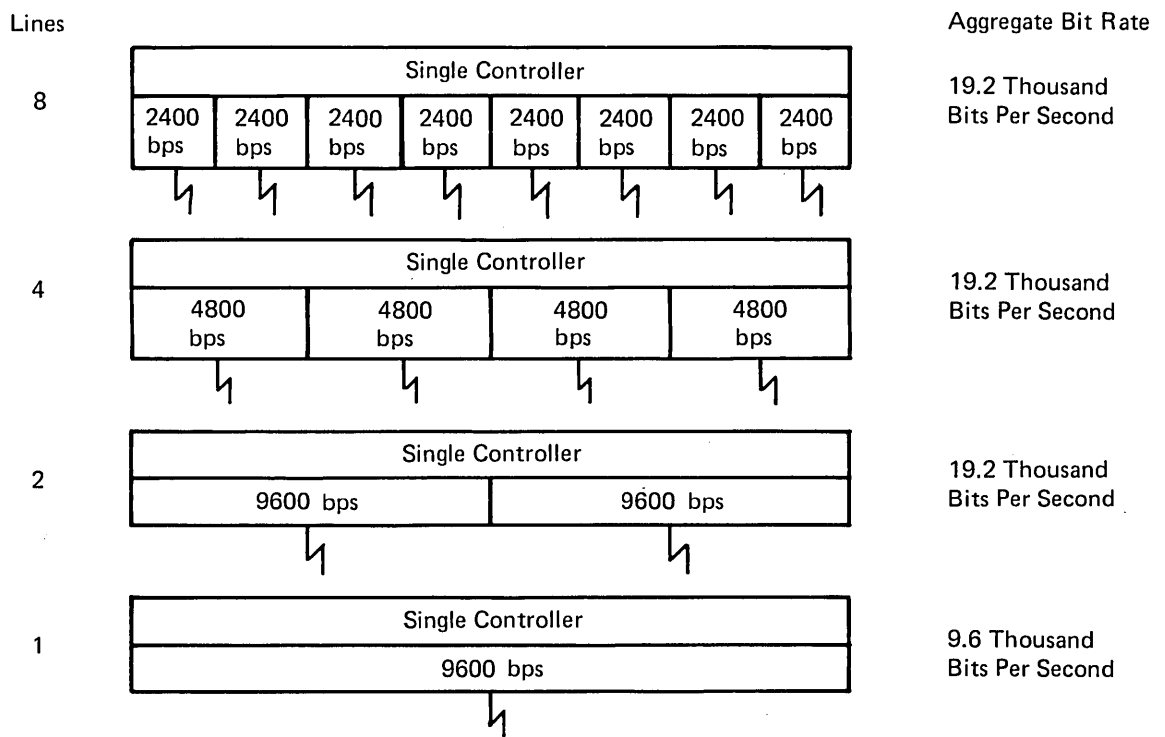 Lines
Aggregate Bit Rate
Single Controller
8
19.2 Thousand
Bits Per Second
2400 2400 2400 2400 2400 2400 2400 2400
bps bps bps bps bps bps bps bps
Single Controller
4
19.2 Thousand
Bits Per Second
4800 4800 4800 4800
bps bps bps bps
Single Controller
2
19.2 Thousand
Bits Per Second
9600 bps 9600 bps
Single Controller
1
9.6 Thousand
Bits Per Second
9600 bps